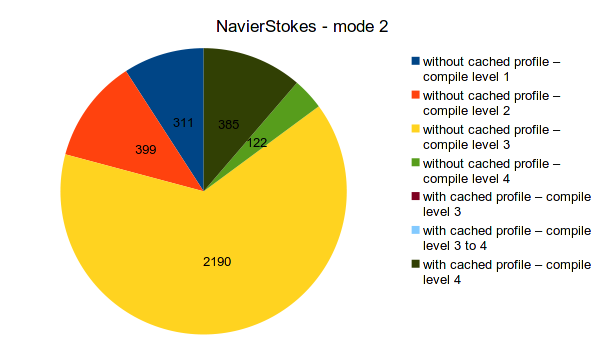 NavierStokes - mode 2
311
385
399
122
2190
without cached profile –
compile level 1
without cached profile –
compile level 2
without cached profile –
compile level 3
without cached profile –
compile level 4
with cached profile – compile
level 3
with cached profile – compile
level 3 to 4
with cached profile – compile
level 4